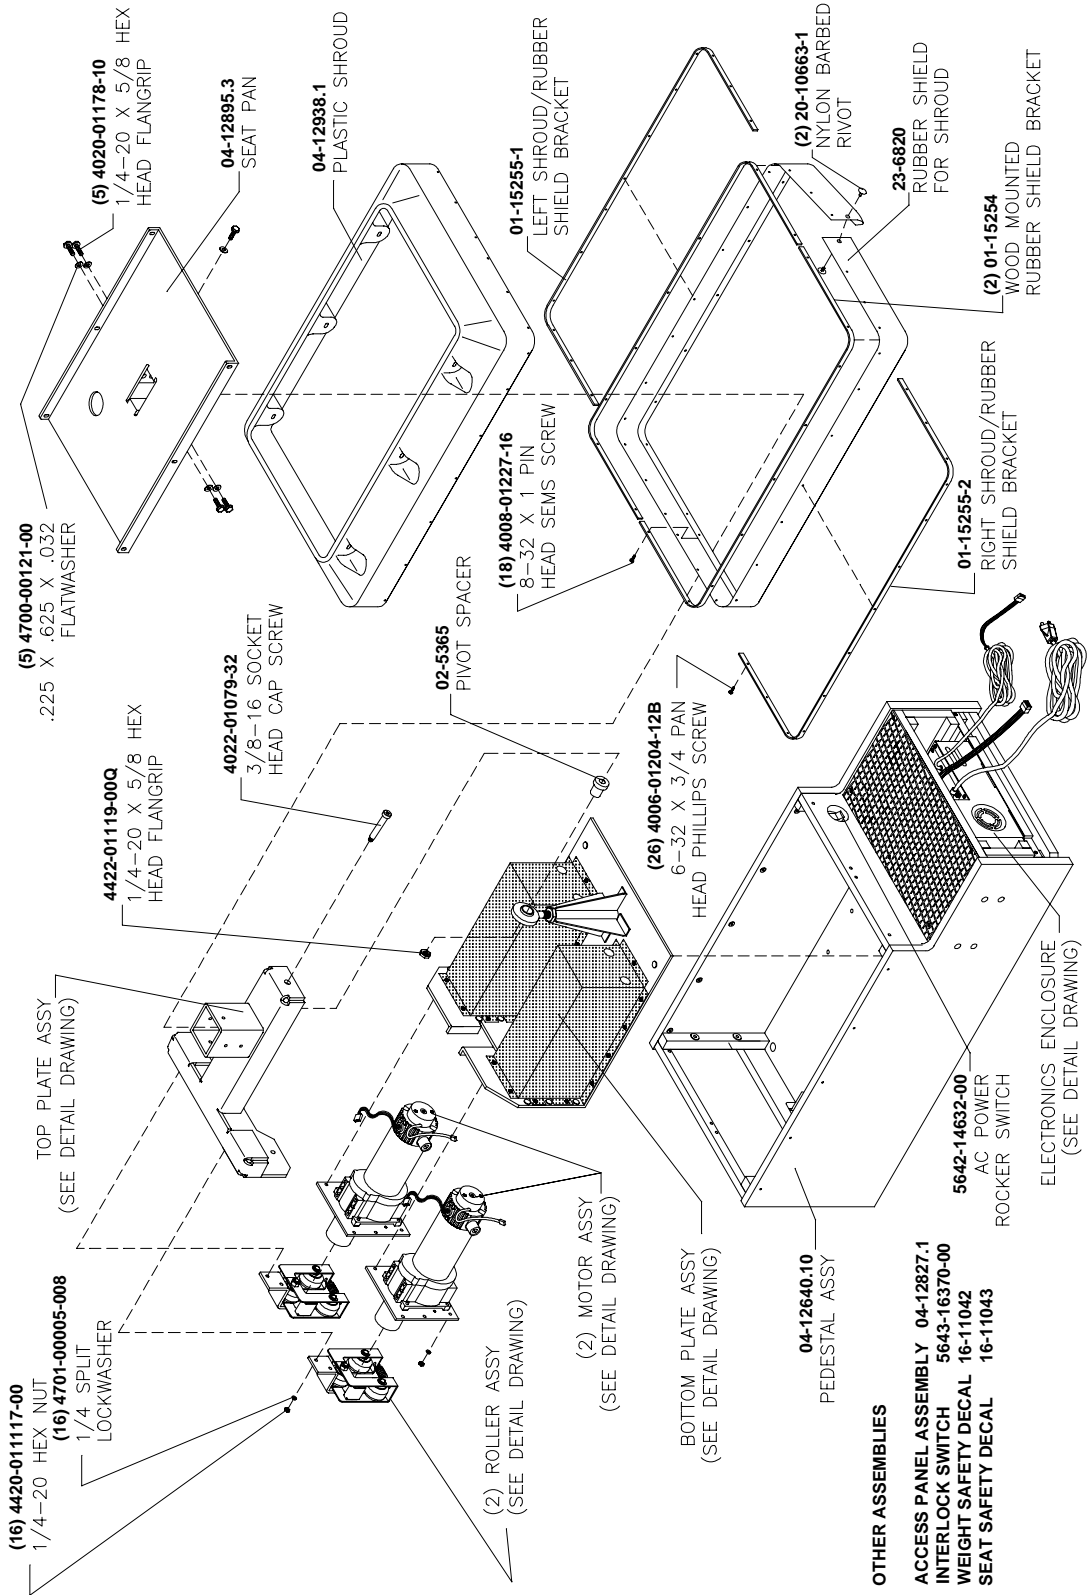 (16) 4420-011117-00
1/4-20 HEX NUT
(16) 4701-00005-008
1/4 SPLIT
LOCKWASHER
TOP PLATE ASSY
(SEE DETAIL DRAWING)
4422-01119-00Q
1/4-20 X 5/8 HEX
HEAD FLANGRIP
4022-01079-32
3/8-16 SOCKET
HEAD CAP SCREW
(5) 4700-00121-00
.225 X .625 X .032
FLATWASHER
(5) 4020-01178-10
1/4-20 X 5/8 HEX
HEAD FLANGRIP
04-12895.3
SEAT PAN
04-12938.1
PLASTIC SHROUD
02-5365
PIVOT SPACER
(18) 4008-01227-16
8-32 X 1 PIN
HEAD SEMS SCREW
01-15255-1
LEFT SHROUD/RUBBER
SHIELD BRACKET
(2) ROLLER ASSY
(SEE DETAIL DRAWING)
(2) MOTOR ASSY
(SEE DETAIL DRAWING)
BOTTOM PLATE ASSY
(SEE DETAIL DRAWING)
(26) 4006-01204-12B
6-32 X 3/4 PAN
HEAD PHILLIPS SCREW
(2) 20-10663-1
NYLON BARBED
RIVOT
23-6820
RUBBER SHIELD
FOR SHROUD
(2) 01-15254
WOOD MOUNTED
RUBBER SHIELD BRACKET
01-15255-2
RIGHT SHROUD/RUBBER
SHIELD BRACKET
04-12640.10
PEDESTAL ASSY
5642-14632-00
AC POWER
ROCKER SWITCH
ELECTRONICS ENCLOSURE
(SEE DETAIL DRAWING)
OTHER ASSEMBLIES
ACCESS PANEL ASSEMBLY 04-12827.1
INTERLOCK SWITCH 5643-16370-00
WEIGHT SAFETY DECAL 16-11042
SEAT SAFETY DECAL 16-11043